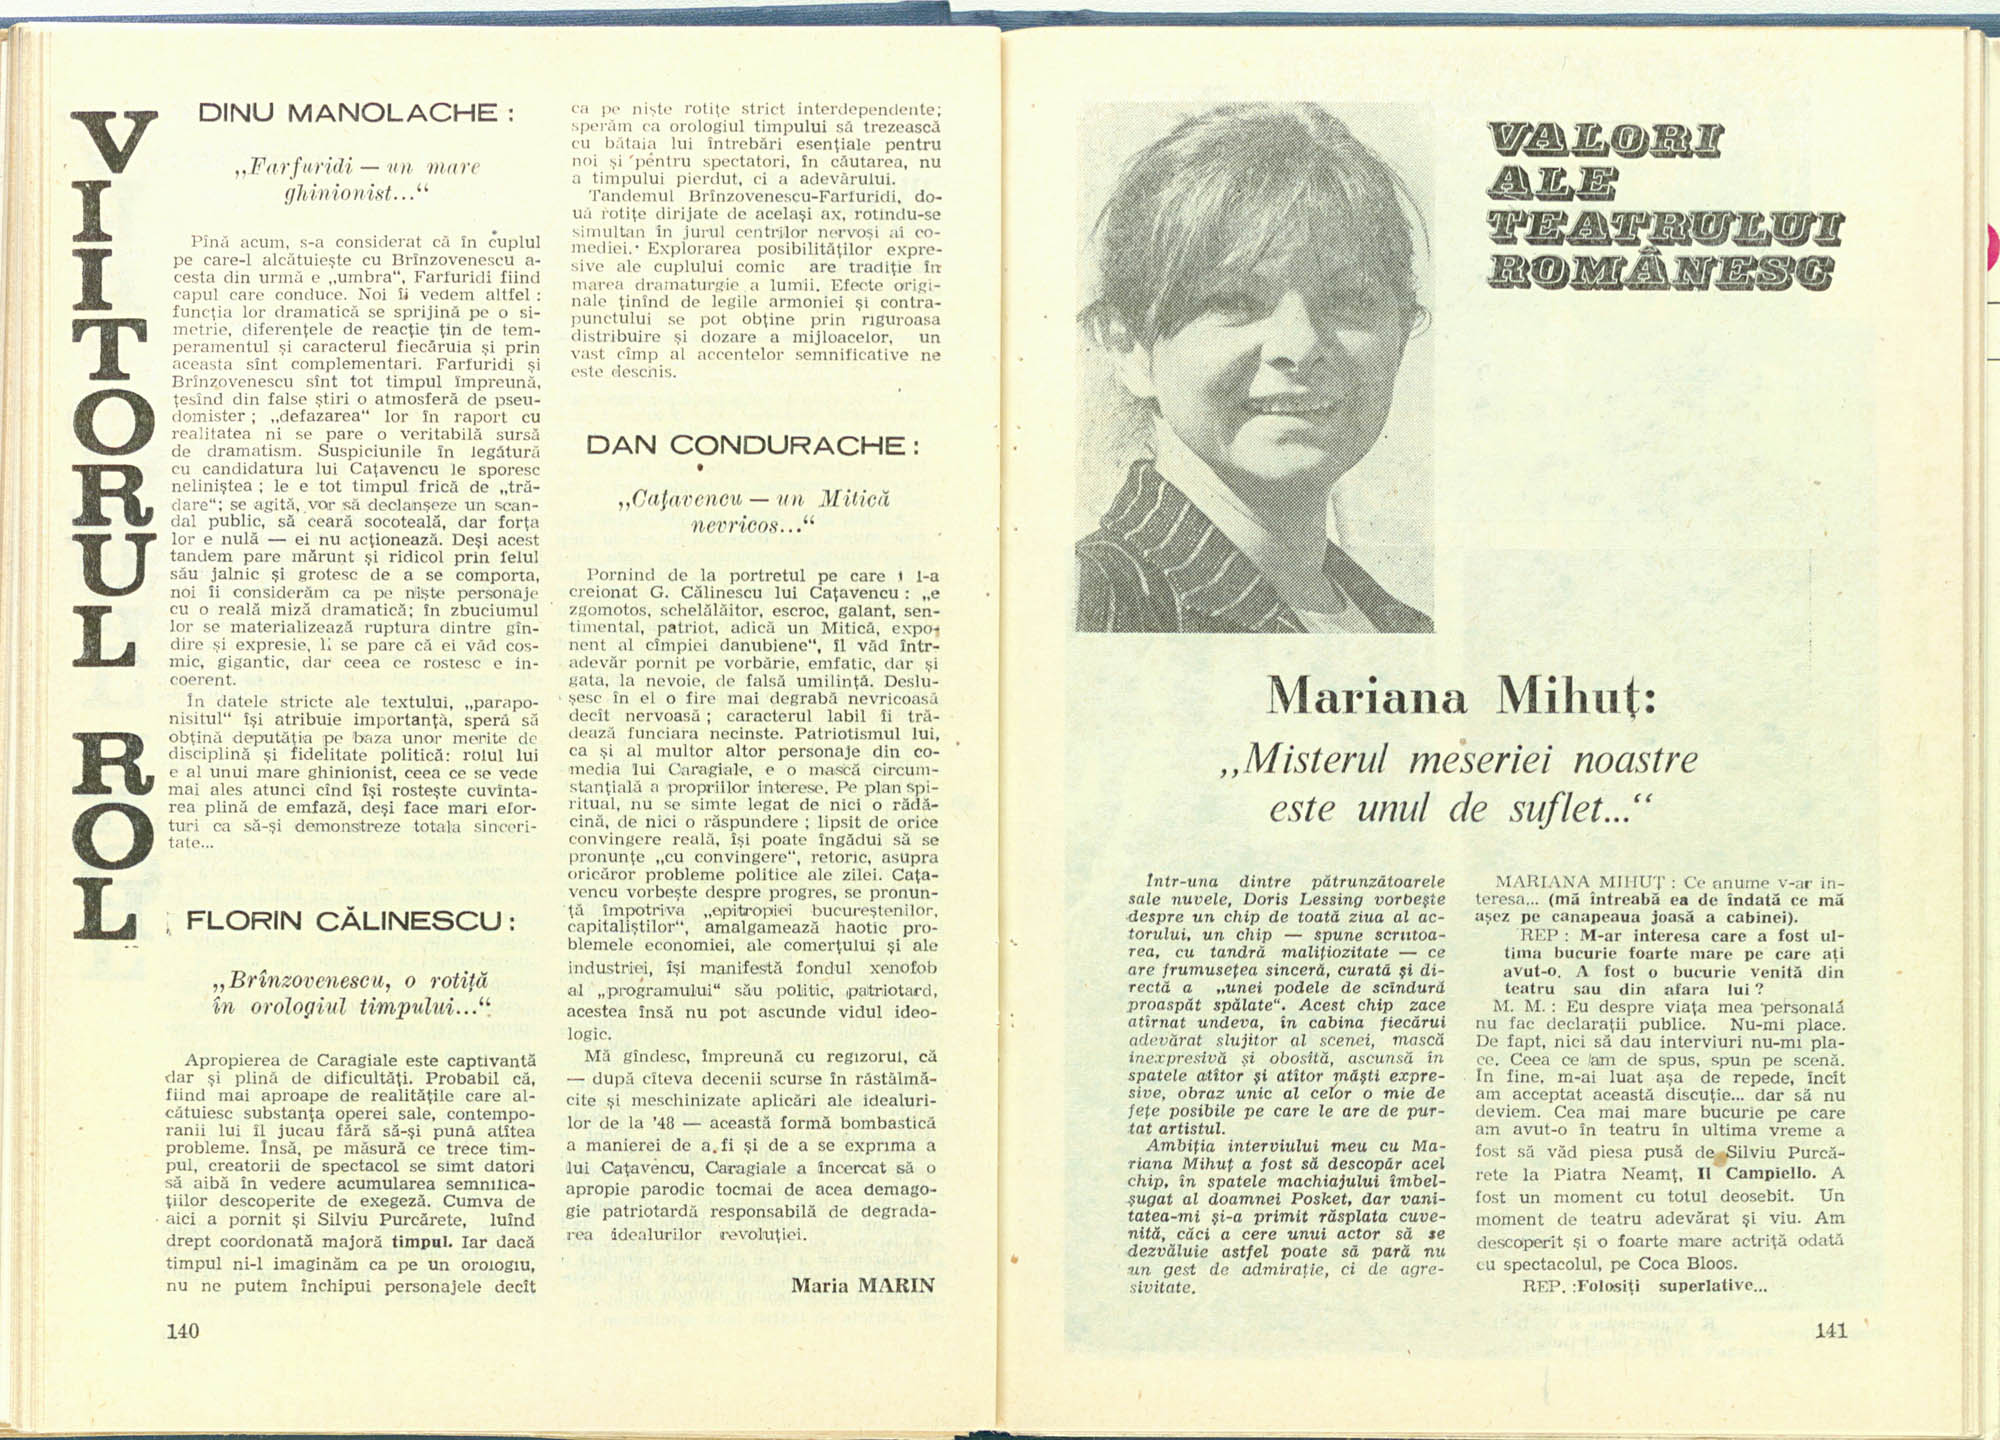 VIITORUL ROL
DINU MANOLACHE :
„Farfuridi — un mare
ghinionist...“
Pînă acum, s-a considerat că în cuplul
pe care-l alcătuiește cu Brînzovenescu a-
cesta din urmă e „umbra“, Farfuridi fiind
capul care conduce. Noi îi vedem altfel :
funcția lor dramatică se sprijină pe o si-
metrie, diferențele de reacție țin de tem-
peramentul și caracterul fiecăruia și prin
aceasta sînt complementari. Farfuridi și
Brînzovenescu sînt tot timpul împreună,
țesînd din false știri o atmosferă de pseu-
domister ; „defazarea“ lor în raport cu
realitatea ni se pare o veritabilă sursă
de dramatism. Suspiciunile în legătură
cu candidatura lui Cațavencu le sporesc
neliniștea ; le e tot timpul frică de „tră-
dare“; se agită, vor să declanșeze un scan-
dal public, să ceară socoteală, dar forța
lor e nulă — ei nu acționează. Deși acest
tandem pare mărunt și ridicol prin felul
său jalnic și grotesc de a se comporta,
noi îi considerăm ca pe niște personaje
cu o reală miză dramatică; în zbuciumul
lor se materializează ruptura dintre gîn-
dire și expresie, li se pare că ei văd cos-
mic, gigantic, dar ceea ce rostesc e in-
coerent.
În datele stricte ale textului, „parapo-
nisitul“ își atribuie importanță, speră să
obțină deputăția pe baza unor merite de
disciplină și fidelitate politică: rolul lui
e al unui mare ghinionist, ceea ce se vede
mai ales atunci cînd își rostește cuvînta-
rea plină de emfază, deși face mari efor-
turi ca să-și demonstreze totala sinceri-
tate...
FLORIN CĂLINESCU :
„Brînzovenescu, o rotiță
în orologiul timpului...“
Apropierea de Caragiale este captivantă
dar și plină de dificultăți. Probabil că,
fiind mai aproape de realitățile care al-
cătuiesc substanța operei sale, contempo-
ranii lui îl jucau fără să-și pună atîtea
probleme. Însă, pe măsură ce trece tim-
pul, creatorii de spectacol se simt datori
să aibă în vedere acumularea semnifica-
țiilor descoperite de exegeză. Cumva de
aici a pornit și Silviu Purcărete, luînd
drept coordonată majoră timpul. Iar dacă
timpul ni-l imaginăm ca pe un orologiu,
nu ne putem închipui personajele decît
140
ca pe niște rotițe strict interdependente;
sperăm ca orologiul timpului să trezească
cu bătaia lui întrebări esențiale pentru
noi și pentru spectatori, în căutarea, nu
a timpului pierdut, ci a adevărului.
Tandemul Brînzovenescu-Farfuridi, do-
uă rotițe dirijate de același ax, rotindu-se
simultan în jurul centrilor nervoși ai co-
mediei. Explorarea posibilităților expre-
sive ale cuplului comic are tradiție în
marea dramaturgie a lumii. Efecte origi-
nale ținînd de legile armoniei și contra-
punctului se pot obține prin riguroasa
distribuire și dozare a mijloacelor, un
vast cîmp al accentelor semnificative ne
este deschis.
DAN CONDURACHE :
„Cațavencu — un Mitică
nevricos...“
Pornind de la portretul pe care i l-a
creionat G. Călinescu lui Cațavencu : „e
zgomotos, schelălăitor, escroc, galant, sen-
timental, patriot, adică un Mitică, expo-
nent al cîmpiei danubiene“, îl văd într-
adevăr pornit pe vorbărie, emfatic, dar și
gata, la nevoie, de falsă umilință. Deslu-
șesc în el o fire mai degrabă nevricoasă
decît nervoasă ; caracterul labil îi tră-
dează funciara necinste. Patriotismul lui,
ca și al multor altor personaje din co-
media lui Caragiale, e o mască circum-
stanțială a propriilor interese. Pe plan spi-
ritual, nu se simte legat de nici o rădă-
cină, de nici o răspundere ; lipsit de orice
convingere reală, își poate îngădui să se
pronunțe „cu convingere“, retoric, asupra
oricăror probleme politice ale zilei. Cața-
vencu vorbește despre progres, se pronun-
ță împotriva „epitropiei bucureștenilor,
capitaliștilor“, amalgamează haotic pro-
blemele economiei, ale comerțului și ale
industriei, își manifestă fondul xenofob
al „programului“ său politic, patriotard,
acestea însă nu pot ascunde vidul ideo-
logic.
Mă gîndesc, împreună cu regizorul, că
— după cîteva decenii scurse în răstălmă-
cite și meschinizate aplicări ale idealuri-
lor de la ’48 — această formă bombastică
a manierei de a fi și de a se exprima a
lui Cațavencu, Caragiale a încercat să o
apropie parodic tocmai de acea demago-
gie patriotardă responsabilă de degrada-
rea idealurilor revoluției.
Maria MARIN
VALORI
ALE
TEATRULUI
ROMÂNESC
Mariana Mihuț:
„Misterul meseriei noastre
este unul de suflet...“
Intr-una dintre pătrunzătoarele
sale nuvele, Doris Lessing vorbește
despre un chip de toată ziua al ac-
torului, un chip — spune scriitoa-
rea, cu tandră malițiozitate — ce
are frumusețea sinceră, curată și di-
rectă a „unei podele de scîndură
proaspăt spălate“. Acest chip zace
atîrnat undeva, în cabina fiecărui
adevărat slujitor al scenei, mască
inexpresivă și obosită, ascunsă în
spatele atîtor și atîtor măști expre-
sive, obraz unic al celor o mie de
fețe posibile pe care le are de pur-
tat artistul.
Ambiția interviului meu cu Ma-
riana Mihuț a fost să descopăr acel
chip, în spatele machiajului îmbel-
șugat al doamnei Posket, dar vani-
tatea-mi și-a primit răsplata cuve-
nită, căci a cere unui actor să se
dezvăluie astfel poate să pară nu
un gest de admirație, ci de agre-
sivitate.
MARIANA MIHUȚ : Ce anume v-ar in-
teresa... (mă întreabă ea de îndată ce mă
așez pe canapeaua joasă a cabinei).
REP : M-ar interesa care a fost ul-
tima bucurie foarte mare pe care ați
avut-o. A fost o bucurie venită din
teatru sau din afara lui ?
M. M. : Eu despre viața mea personală
nu fac declarații publice. Nu-mi place.
De fapt, nici să dau interviuri nu-mi pla-
ce. Ceea ce am de spus, spun pe scenă.
În fine, m-ai luat așa de repede, încît
am acceptat această discuție... dar să nu
deviem. Cea mai mare bucurie pe care
am avut-o în teatru în ultima vreme a
fost să văd piesa pusă de Silviu Purcă-
rete la Piatra Neamț, Il Campiello. A
fost un moment cu totul deosebit. Un
moment de teatru adevărat și viu. Am
descoperit și o foarte mare actriță odată
cu spectacolul, pe Coca Bloos.
REP. :Folosiți superlative...
141